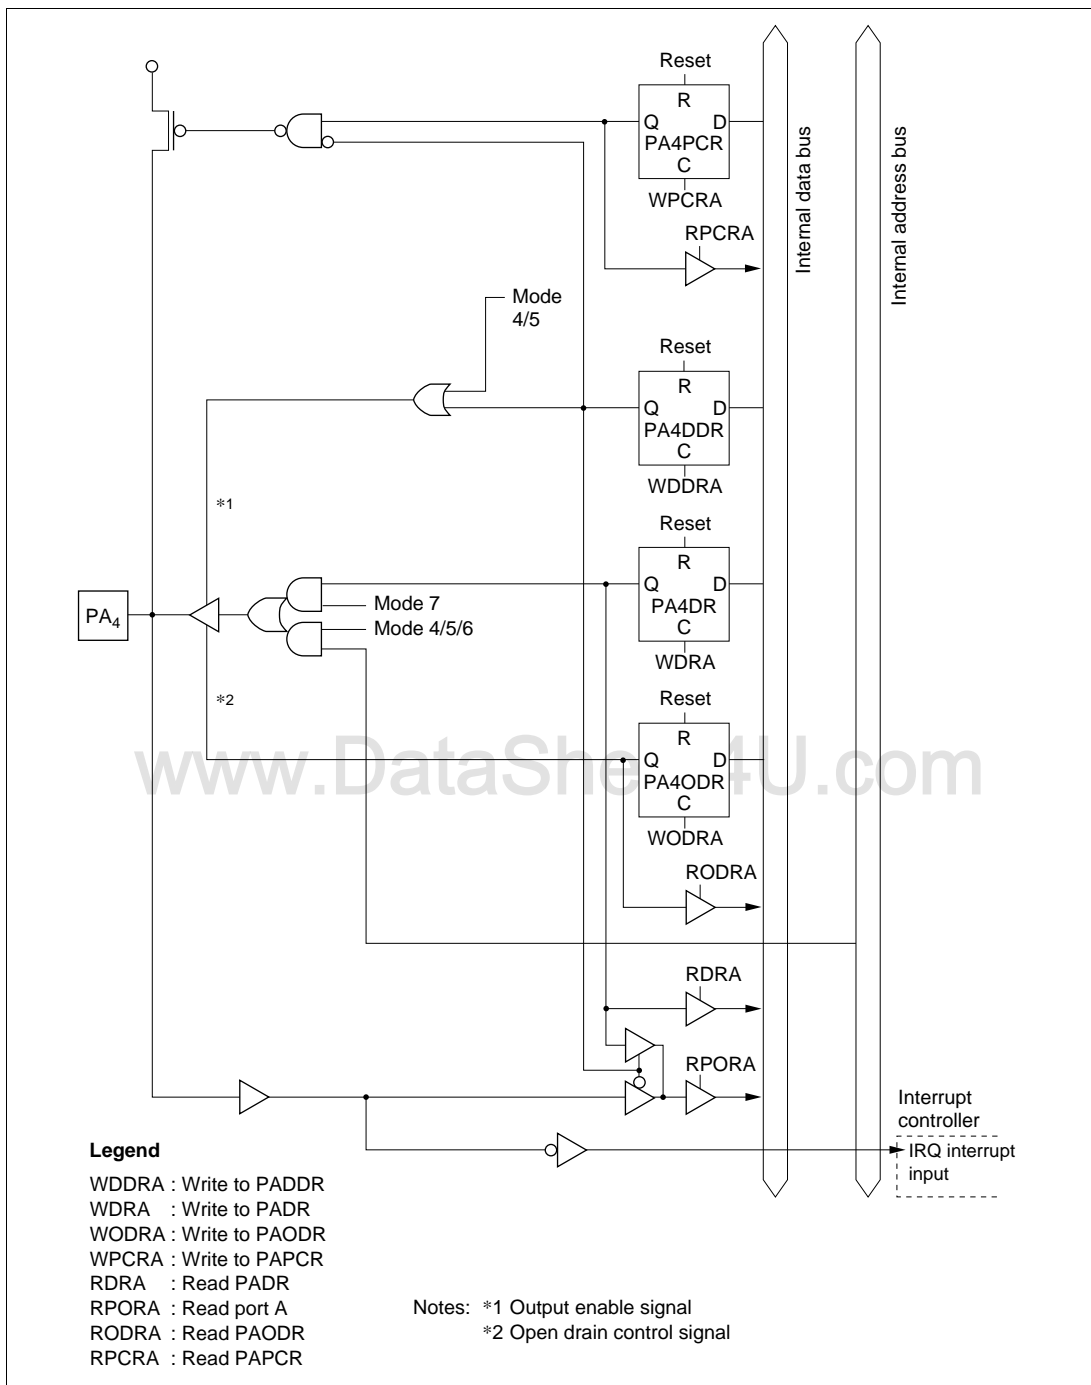 Reset
R
Q D
PA4PCR
C
WPCRA
RPCRA
Internal data bus
Internal address bus
Mode
4/5
Reset
R
Q D
PA4DDR
C
WDDRA
*1
Reset
R
Q D
PA4DR
C
WDRA
Mode 7
Mode 4/5/6
PA4
*2
Reset
R
Q D
PA4ODR
C
WODRA
www.DataSheet4U.com
RODRA
RDRA
RPORA
Interrupt
controller
IRQ interrupt
input
Legend
WDDRA : Write to PADDR
WDRA : Write to PADR
WODRA : Write to PAODR
WPCRA : Write to PAPCR
RDRA : Read PADR
RPORA : Read port A
RODRA : Read PAODR
RPCRA : Read PAPCR
Notes: *1 Output enable signal
*2 Open drain control signal